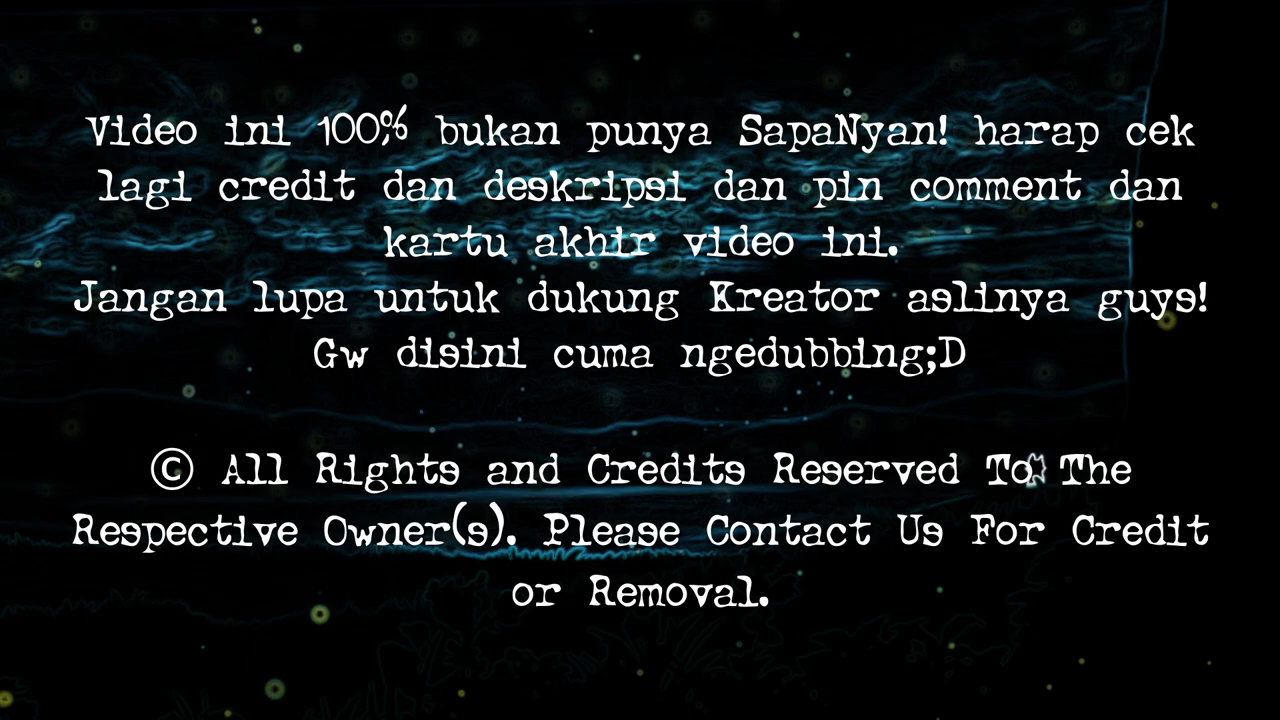 Video ini 100% bukan punya SapaNyan! harap cek
lagi credit dan deskripsi dan pin comment dan
kartu akhir video ini.
Jangan lupa untuk dukung Kreator aslinya guys!
Gw disini cuma ngedubbing;D
© All Rights and Credits Reserved To The
Respective Owner(s). Please Contact Us For Credit
or Removal.